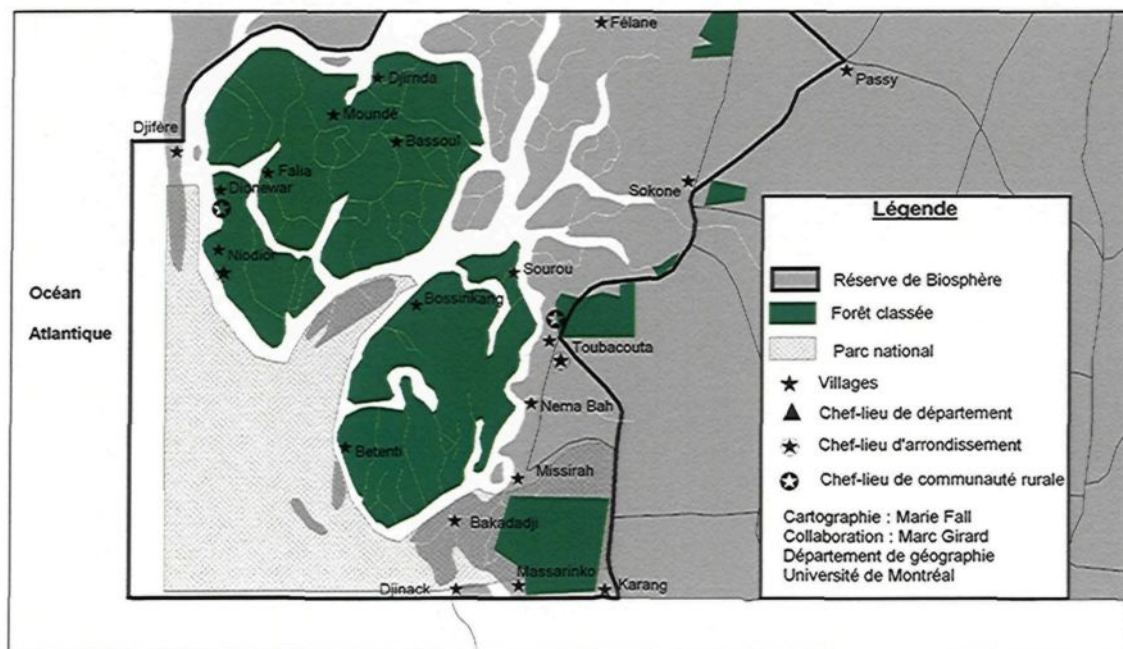 Félane
Passy
Djirnda
Moundé
Bassoul
Djifère
Falia
Dionewar
Sokone
Niodior
Sourou
Bossinkang
Toubacouta
Nema Bah
Betenti
Missirah
Bakadadji
Massarinko
Djinack
Karang
Océan
Atlantique
Légende
Réserve de Biosphère
Forêt classée
Parc national
Villages
Chef-lieu de département
Chef-lieu d'arrondissement
Chef-lieu de communauté rurale
Cartographie : Marie Fall
Collaboration : Marc Girard
Département de géographie
Université de Montréal